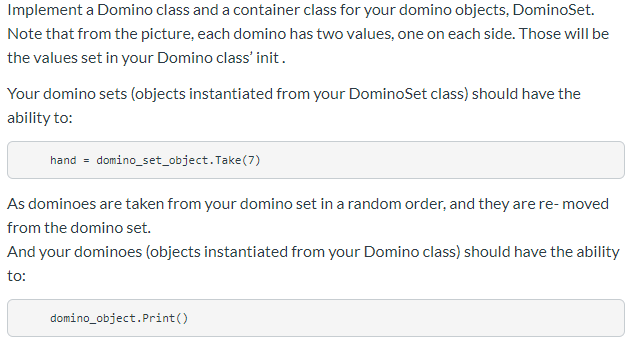 Implement a Domino class and a container class for your domino objects, DominoSet.
Note that from the picture, each domino has two values, one on each side. Those will be
the values set in your Domino class' init .
Your domino sets (objects instantiated from your DominoSet class) should have the
ability to:
hand = domino_set_object.Take(7)
As dominoes are taken from your domino set in a random order, and they are re- moved
from the domino set.
And your dominoes (objects instantiated from your Domino class) should have the ability
to:
domino_object.Print()